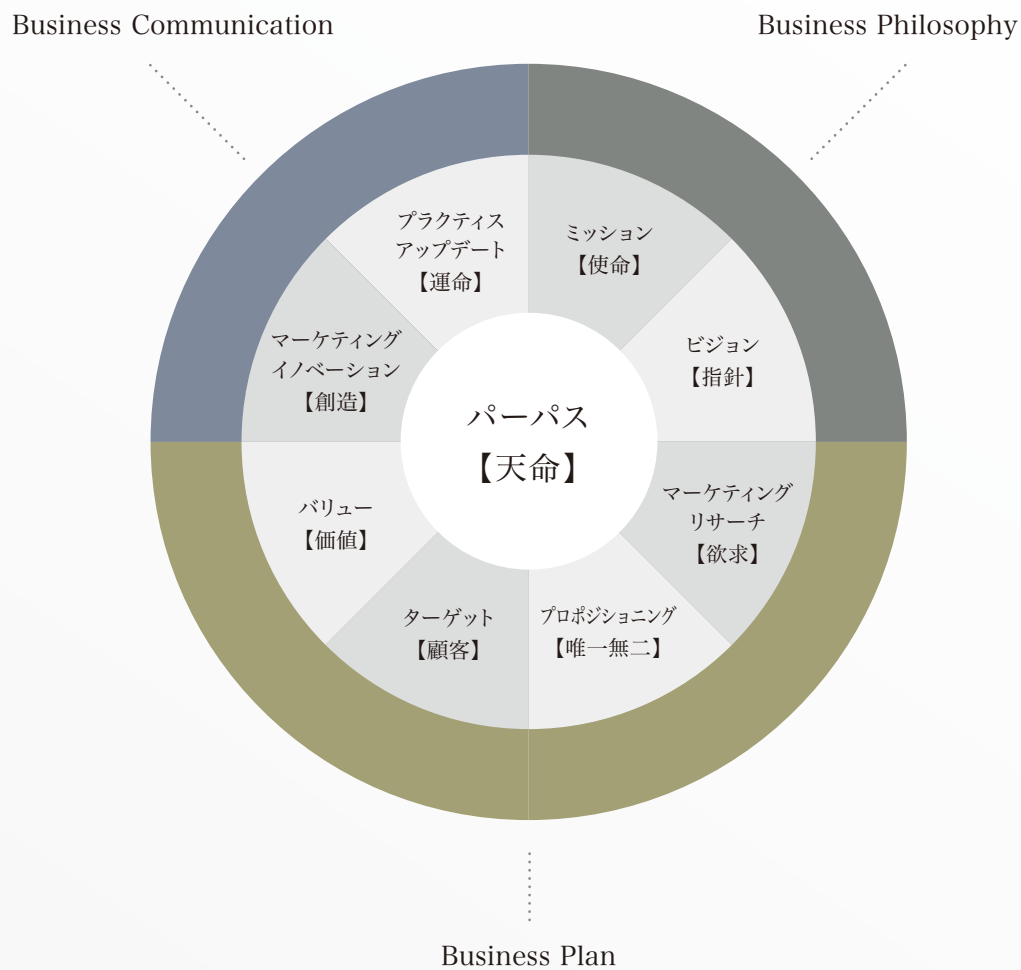 Business Communication
Business Philosophy
プラクティス
アップデート
【運命】
ミッション
【使命】
マーケティング
イノベーション
【創造】
ビジョン
【指針】
パーパス
【天命】
バリュー
【価値】
マーケティング
リサーチ
【欲求】
ターゲット
【顧客】
プロポジショニング
【唯一無二】
Business Plan